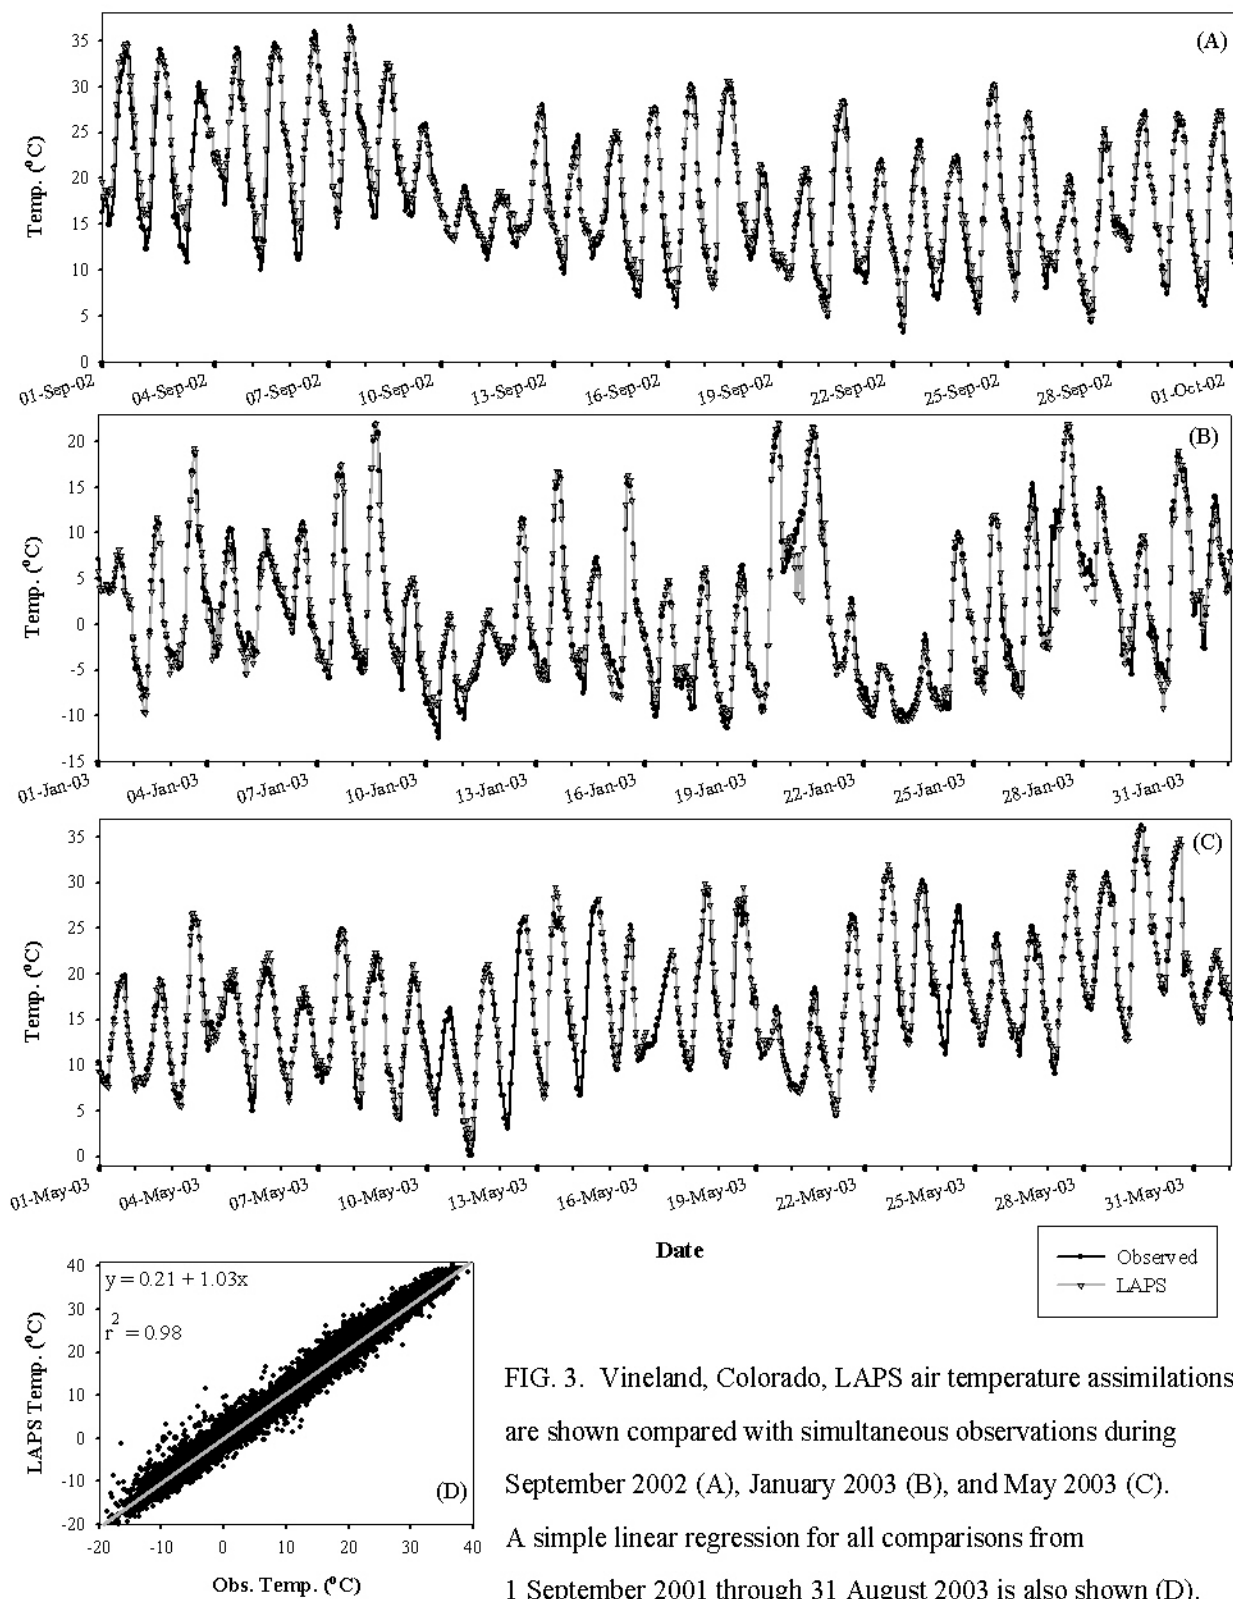 (A)
35
30
25
20
15
10
5
0
Temp. (⁰C)
01-Sep-02 04-Sep-02 07-Sep-02 10-Sep-02 13-Sep-02 16-Sep-02 19-Sep-02 22-Sep-02 25-Sep-02 28-Sep-02 01-Oct-02
(B)
20
15
10
5
0
-5
-10
-15
Temp. (⁰C)
01-Jan-03 04-Jan-03 07-Jan-03 10-Jan-03 13-Jan-03 16-Jan-03 19-Jan-03 22-Jan-03 25-Jan-03 28-Jan-03 31-Jan-03
(C)
35
30
25
20
15
10
5
0
Temp. (⁰C)
01-May-03 04-May-03 07-May-03 10-May-03 13-May-03 16-May-03 19-May-03 22-May-03 25-May-03 28-May-03 31-May-03
Date
Observed
LAPS
40
30
20
10
0
-10
-20
LAPS Temp. (⁰C)
y = 0.21 + 1.03x
r² = 0.98
(D)
-20 -10 0 10 20 30 40
Obs. Temp. (⁰C)
FIG. 3. Vineland, Colorado, LAPS air temperature assimilations
are shown compared with simultaneous observations during
September 2002 (A), January 2003 (B), and May 2003 (C).
A simple linear regression for all comparisons from
1 September 2001 through 31 August 2003 is also shown (D).